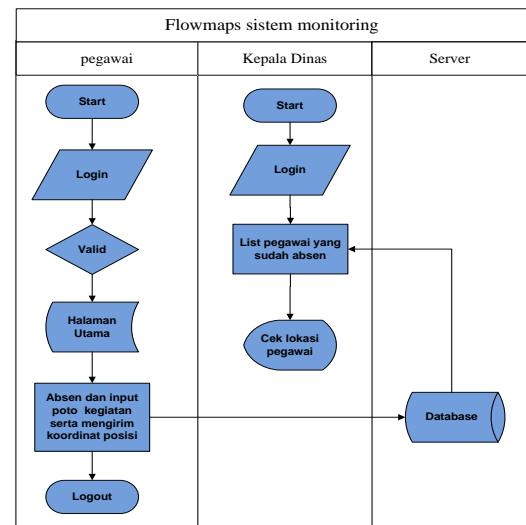 Flowmaps sistem monitoring
pegawai
Kepala Dinas
Server
Start
Login
Valid
Halaman
Utama
Absen dan input
poto kegiatan
serta mengirim
koordinat posisi
Logout
Start
Login
List pegawai yang
sudah absen
Cek lokasi
pegawai
Database